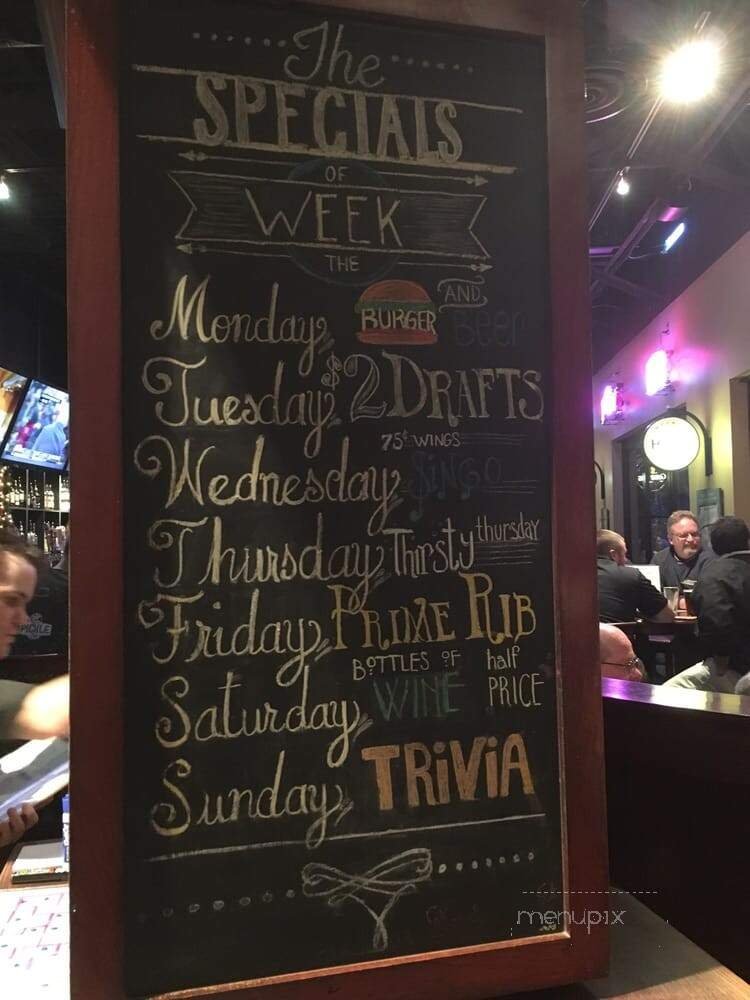 The
SPECIALS
OF
WEEK
THE
Monday, BURGER AND Beer
Tuesday, $2 DRAFTS
75¢ WINGS
Wednesday, SiNGO
Thursday, Thirsty thursday
Friday, PRIME RIB
BOTTLES OF half
Saturday, WINE PRICE
Sunday, TRiViA
menupix